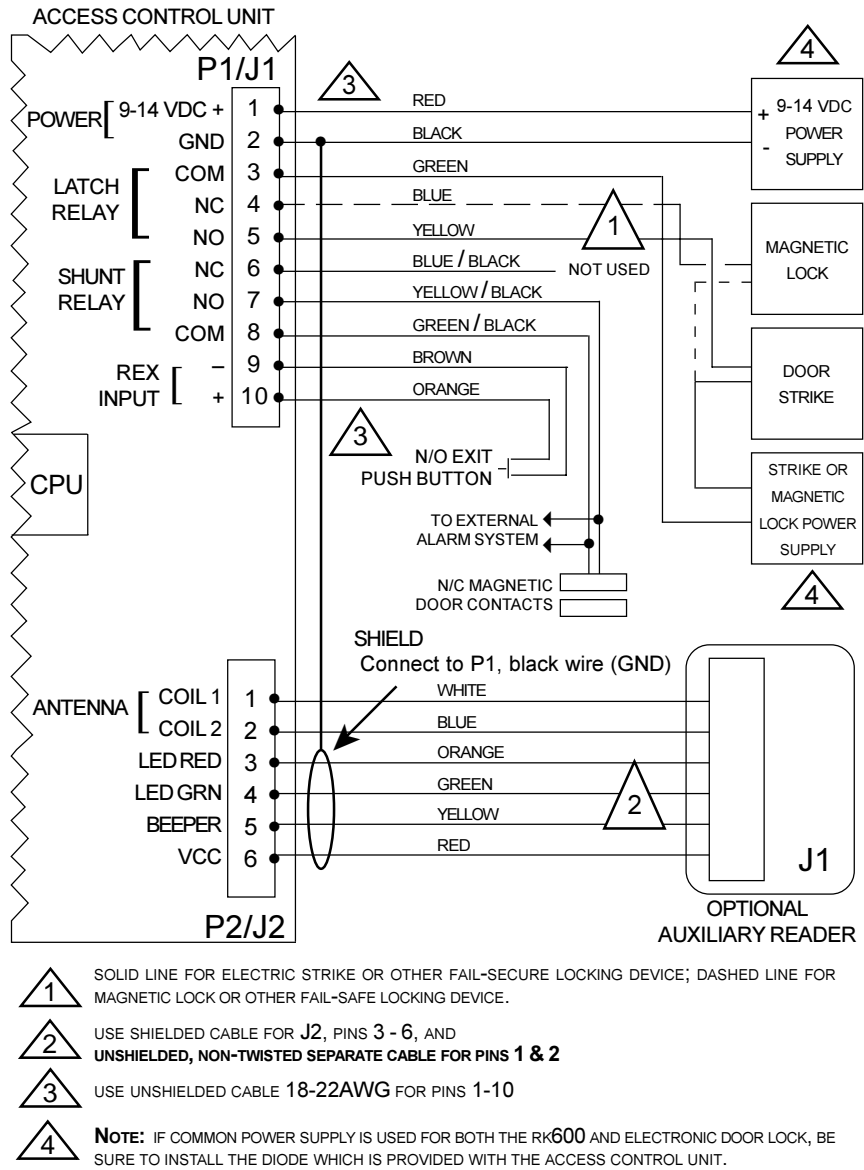 ACCESS CONTROL UNIT
P1/J1
POWER
9-14 VDC + 1 RED
GND 2 BLACK
COM 3 GREEN
LATCH
RELAY
NC 4 BLUE
NO 5 YELLOW
SHUNT
RELAY
NC 6 BLUE / BLACK
NOT USED
NO 7 YELLOW / BLACK
COM 8 GREEN / BLACK
REX
INPUT
– 9 BROWN
+ 10 ORANGE
3
4
+ 9-14 VDC
POWER
- SUPPLY
1
MAGNETIC
LOCK
DOOR
STRIKE
STRIKE OR
MAGNETIC
LOCK POWER
SUPPLY
4
3
N/O EXIT
PUSH BUTTON
CPU
TO EXTERNAL
ALARM SYSTEM
N/C MAGNETIC
DOOR CONTACTS
SHIELD
Connect to P1, black wire (GND)
ANTENNA
COIL 1 1 WHITE
COIL 2 2 BLUE
LED RED 3 ORANGE
LED GRN 4 GREEN
BEEPER 5 YELLOW
VCC 6 RED
2
J1
P2/J2
OPTIONAL
AUXILIARY READER
1 SOLID LINE FOR ELECTRIC STRIKE OR OTHER FAIL-SECURE LOCKING DEVICE; DASHED LINE FOR
MAGNETIC LOCK OR OTHER FAIL-SAFE LOCKING DEVICE.
2 USE SHIELDED CABLE FOR J2, PINS 3 - 6, AND
UNSHIELDED, NON-TWISTED SEPARATE CABLE FOR PINS 1 & 2
3 USE UNSHIELDED CABLE 18-22AWG FOR PINS 1-10
4 NOTE: IF COMMON POWER SUPPLY IS USED FOR BOTH THE RK600 AND ELECTRONIC DOOR LOCK, BE
SURE TO INSTALL THE DIODE WHICH IS PROVIDED WITH THE ACCESS CONTROL UNIT.